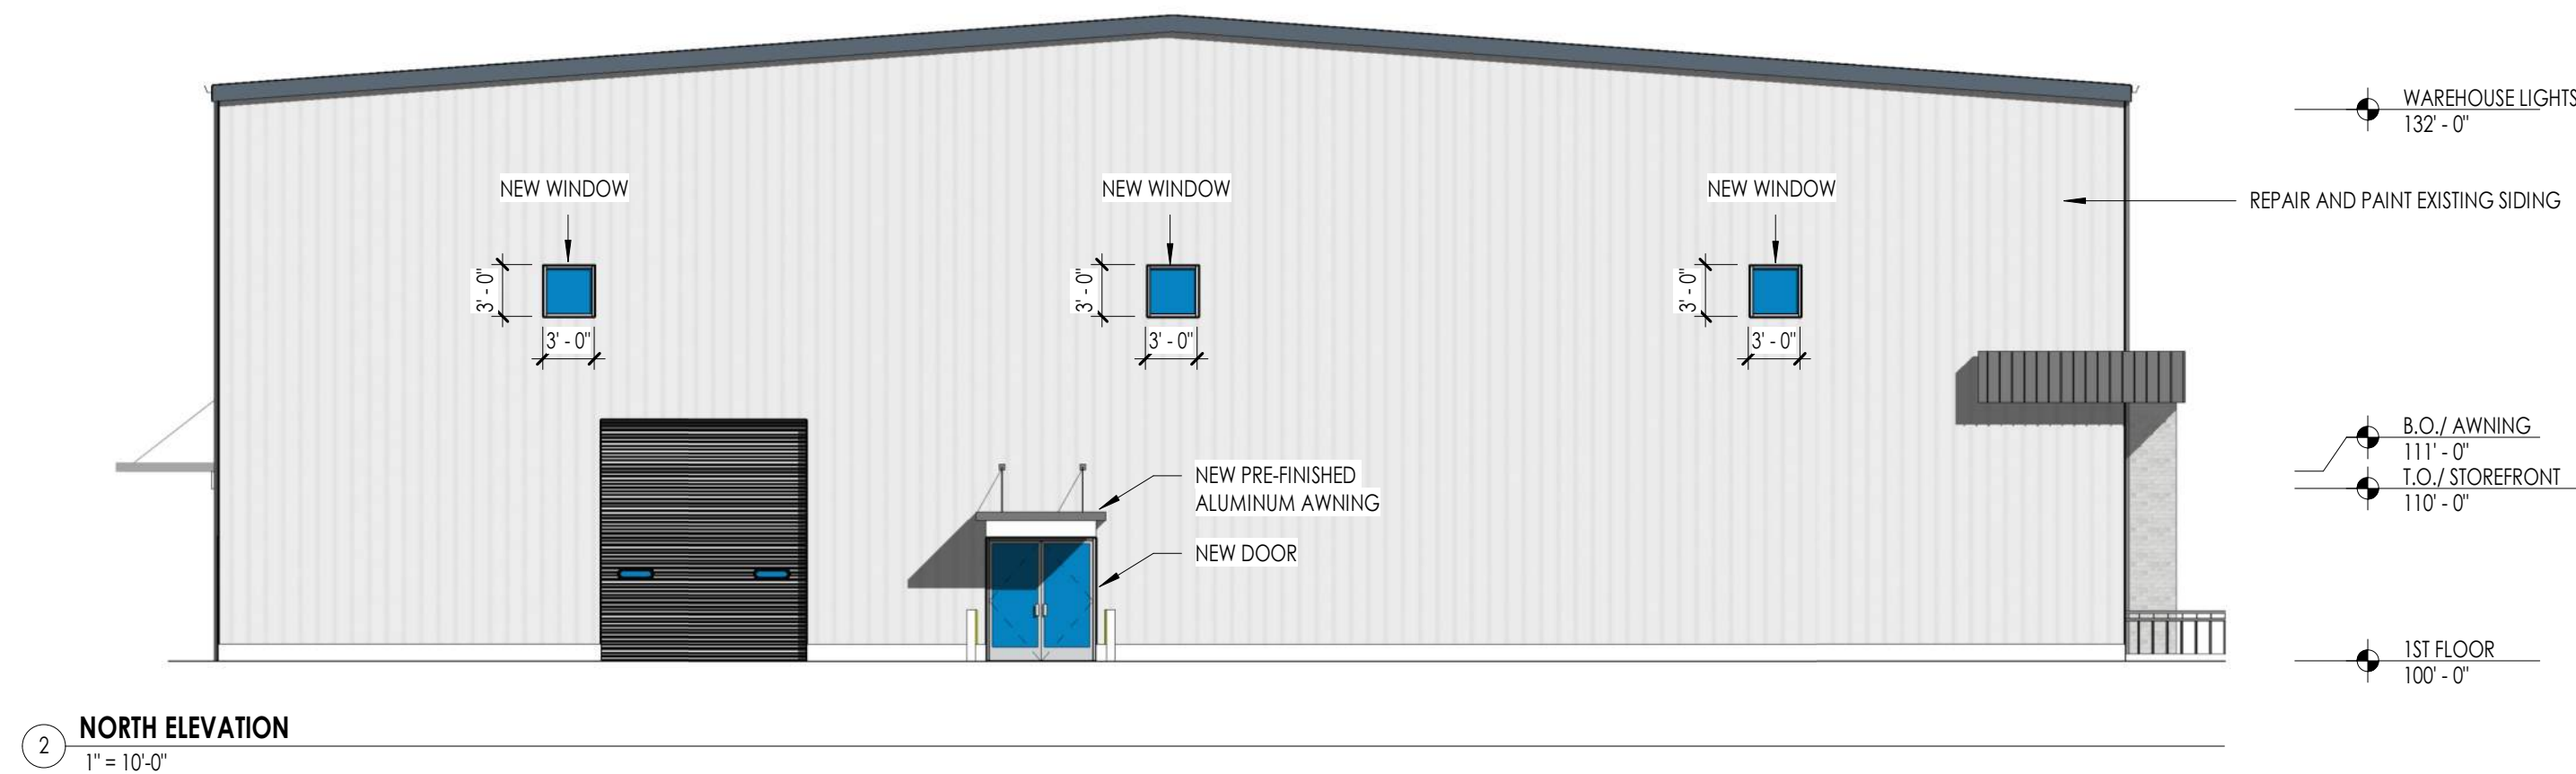 WAREHOUSE LIGHTS
132' - 0"
NEW WINDOW
NEW WINDOW
NEW WINDOW
REPAIR AND PAINT EXISTING SIDING
3' - 0"
3' - 0"
3' - 0"
3' - 0"
3' - 0"
3' - 0"
B.O./ AWNING
111' - 0"
NEW PRE-FINISHED
ALUMINUM AWNING
T.O./ STOREFRONT
110' - 0"
NEW DOOR
1ST FLOOR
100' - 0"
2
NORTH ELEVATION
1" = 10'-0"